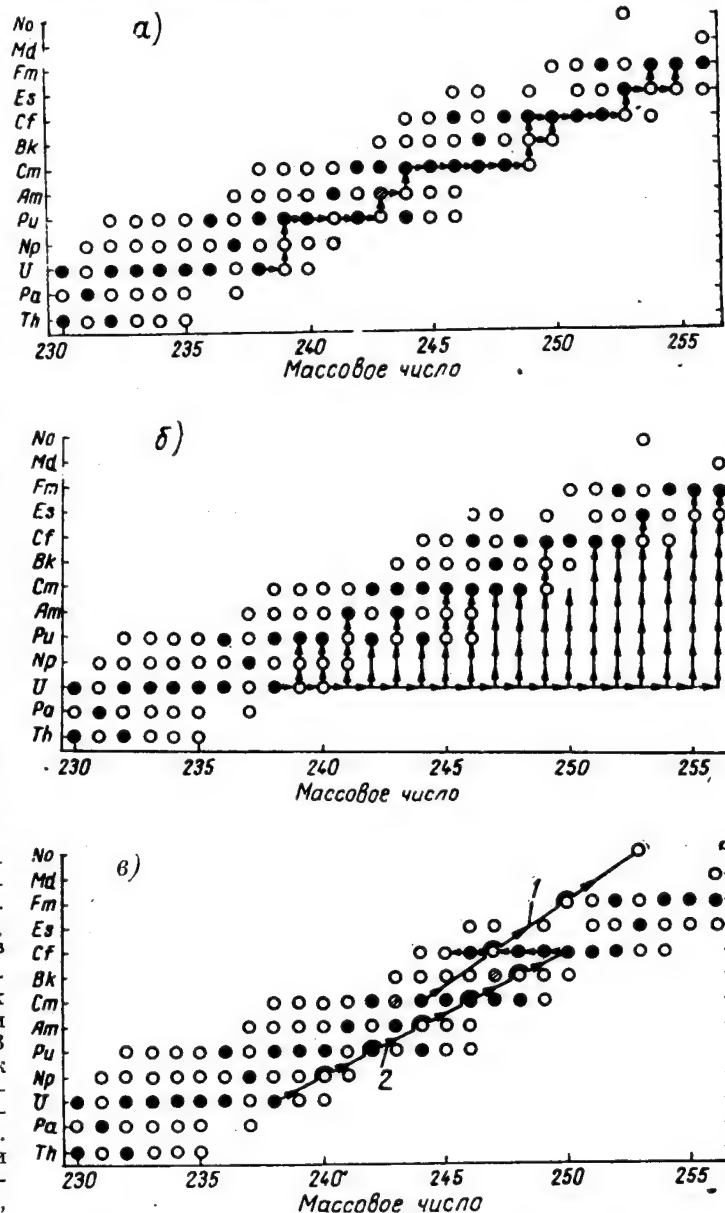 а)
No
Md
Fm
Es
Cf
Bk
Cm
Am
Pu
Np
U
Pa
Th
230 235 240 245 250 255
Массовое число
б)
No
Md
Fm
Es
Cf
Bk
Cm
Am
Pu
Np
U
Pa
Th
230 235 240 245 250 255
Массовое число
в)
No
Md
Fm
Es
Cf
Bk
Cm
Am
Pu
Np
U
Pa
Th
1
2
230 235 240 245 250 255
Массовое число